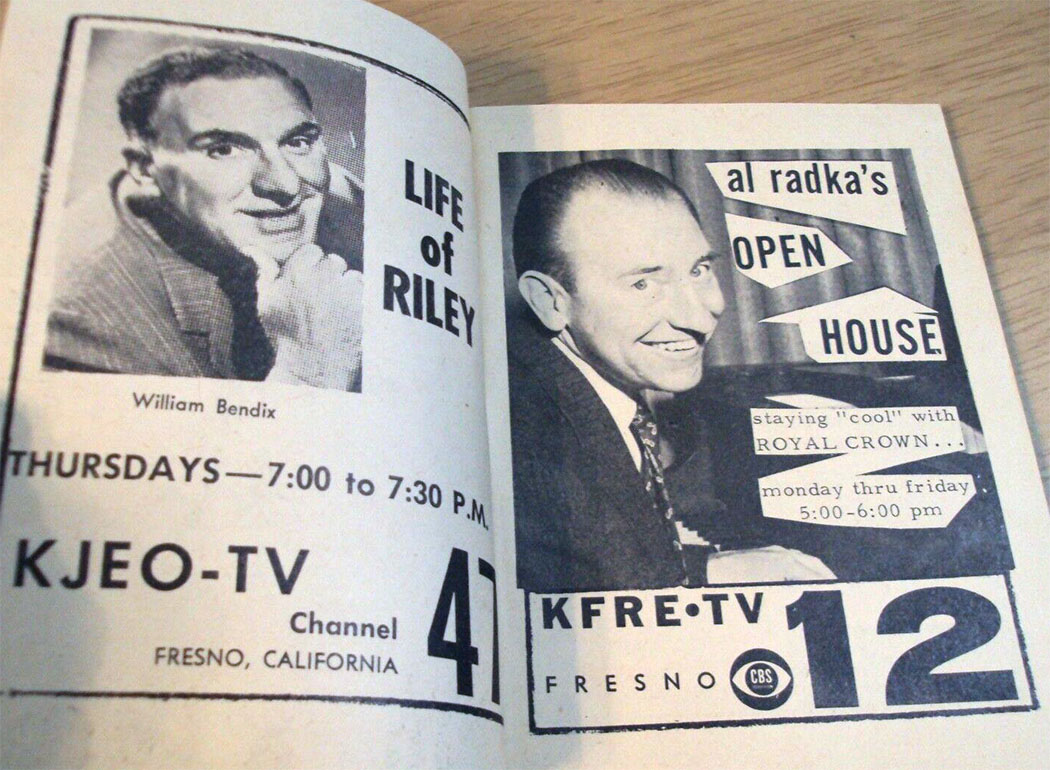 LIFE
of
RILEY
William Bendix
THURSDAYS—7:00 to 7:30 P.M.
KJEO-TV
Channel 47
FRESNO, CALIFORNIA
al radka's
OPEN
HOUSE
staying "cool" with
ROYAL CROWN...
monday thru friday
5:00-6:00 pm
KFRE•TV 12
FRESNO CBS